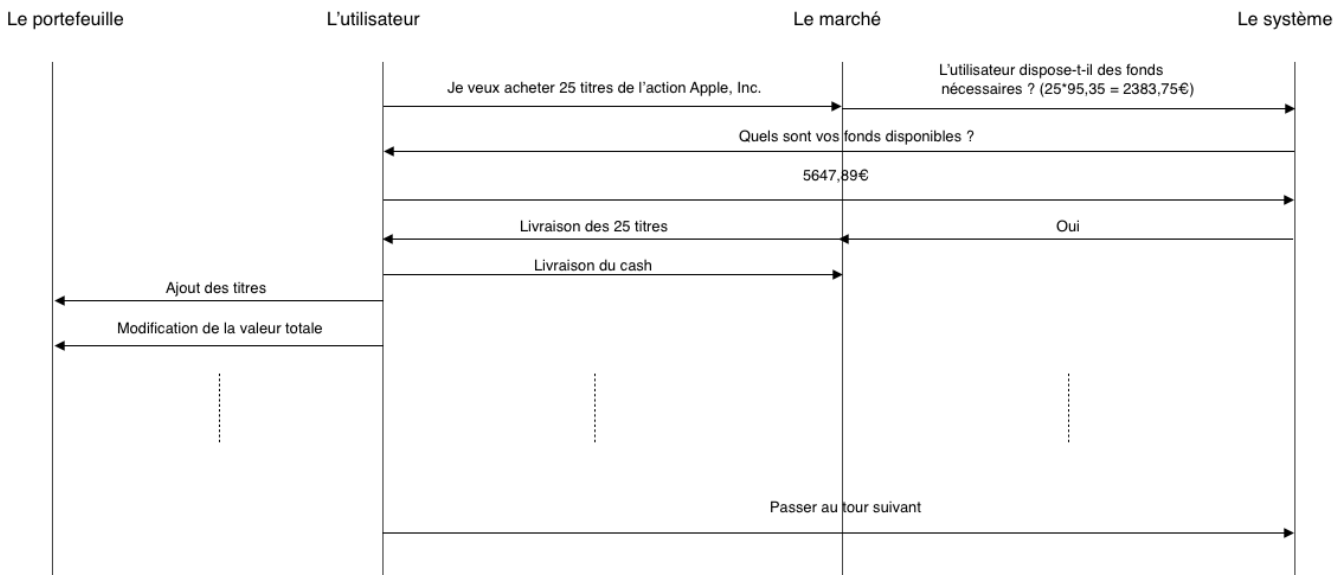 Le portefeuille
L'utilisateur
Le marché
Le système
L'utilisateur dispose-t-il des fonds
nécessaires ? (25*95,35 = 2383,75€)
Je veux acheter 25 titres de l'action Apple, Inc.
Quels sont vos fonds disponibles ?
5647,89€
Livraison des 25 titres
Oui
Livraison du cash
Ajout des titres
Modification de la valeur totale
Passer au tour suivant